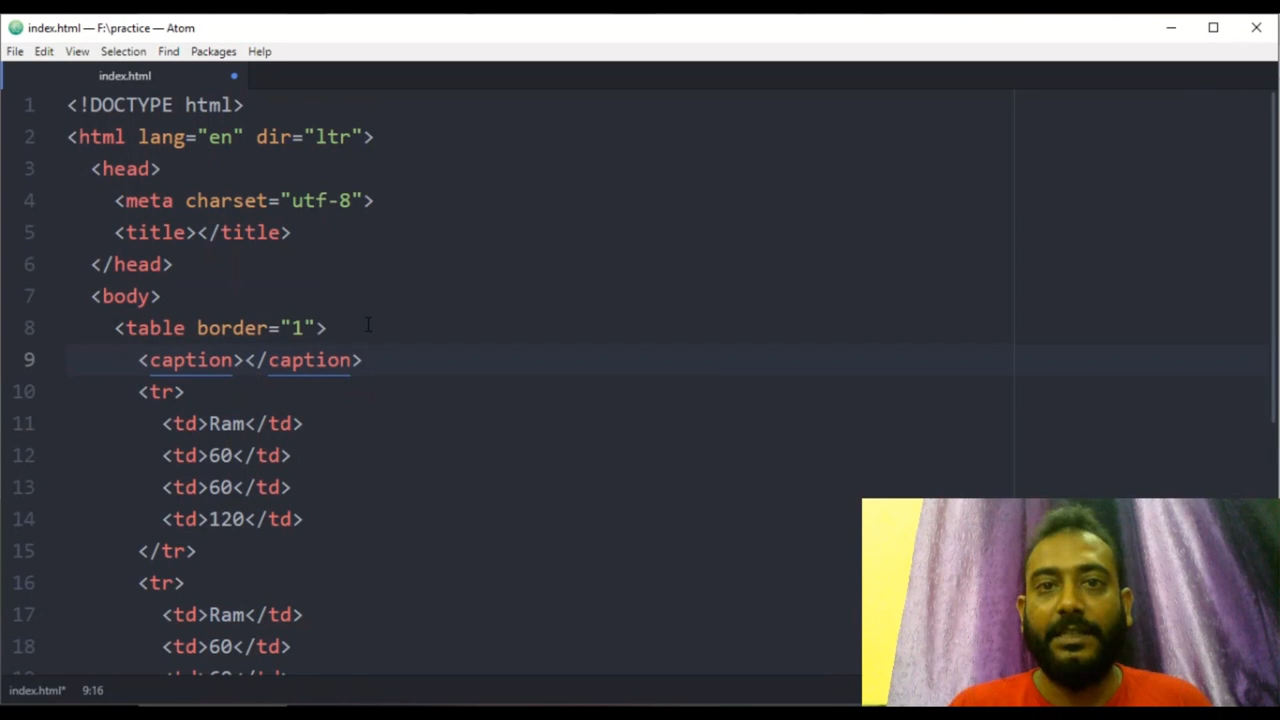 index.html — F:\practice — Atom
File Edit View Selection Find Packages Help
index.html
1 <!DOCTYPE html>
2 <html lang="en" dir="ltr">
3 <head>
4 <meta charset="utf-8">
5 <title></title>
6 </head>
7 <body>
8 <table border="1">
9 <caption></caption>
10 <tr>
11 <td>Ram</td>
12 <td>60</td>
13 <td>60</td>
14 <td>120</td>
15 </tr>
16 <tr>
17 <td>Ram</td>
18 <td>60</td>
index.html* 9:16